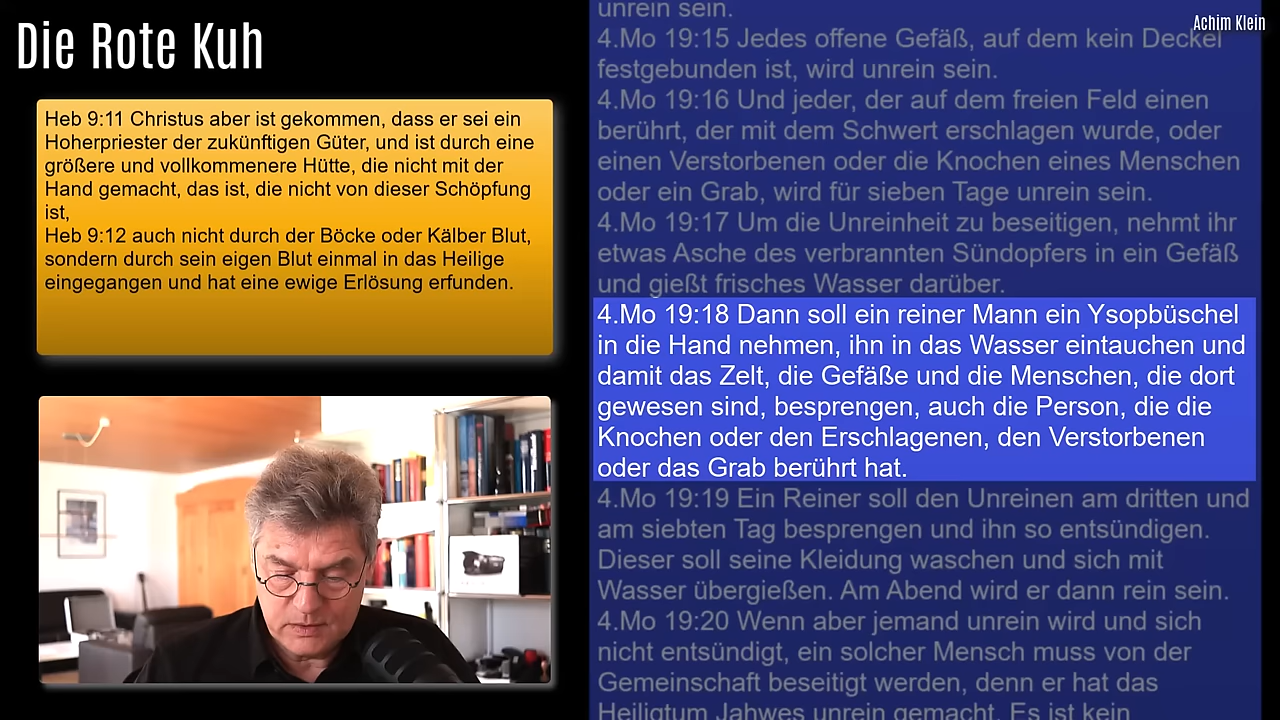 Die Rote Kuh
Achim Klein
Heb 9:11 Christus aber ist gekommen, dass er sei ein
Hoherpriester der zukünftigen Güter, und ist durch eine
größere und vollkommenere Hütte, die nicht mit der
Hand gemacht, das ist, die nicht von dieser Schöpfung
ist,
Heb 9:12 auch nicht durch der Böcke oder Kälber Blut,
sondern durch sein eigen Blut einmal in das Heilige
eingegangen und hat eine ewige Erlösung erfunden.
unrein sein.
4.Mo 19:15 Jedes offene Gefäß, auf dem kein Deckel
festgebunden ist, wird unrein sein.
4.Mo 19:16 Und jeder, der auf dem freien Feld einen
berührt, der mit dem Schwert erschlagen wurde, oder
einen Verstorbenen oder die Knochen eines Menschen
oder ein Grab, wird für sieben Tage unrein sein.
4.Mo 19:17 Um die Unreinheit zu beseitigen, nehmt ihr
etwas Asche des verbrannten Sündopfers in ein Gefäß
und gießt frisches Wasser darüber.
4.Mo 19:18 Dann soll ein reiner Mann ein Ysopbüschel
in die Hand nehmen, ihn in das Wasser eintauchen und
damit das Zelt, die Gefäße und die Menschen, die dort
gewesen sind, besprengen, auch die Person, die die
Knochen oder den Erschlagenen, den Verstorbenen
oder das Grab berührt hat.
4.Mo 19:19 Ein Reiner soll den Unreinen am dritten und
am siebten Tag besprengen und ihn so entsündigen.
Dieser soll seine Kleidung waschen und sich mit
Wasser übergießen. Am Abend wird er dann rein sein.
4.Mo 19:20 Wenn aber jemand unrein wird und sich
nicht entsündigt, ein solcher Mensch muss von der
Gemeinschaft beseitigt werden, denn er hat das
Heiligtum Jahwes unrein gemacht. Es ist kein